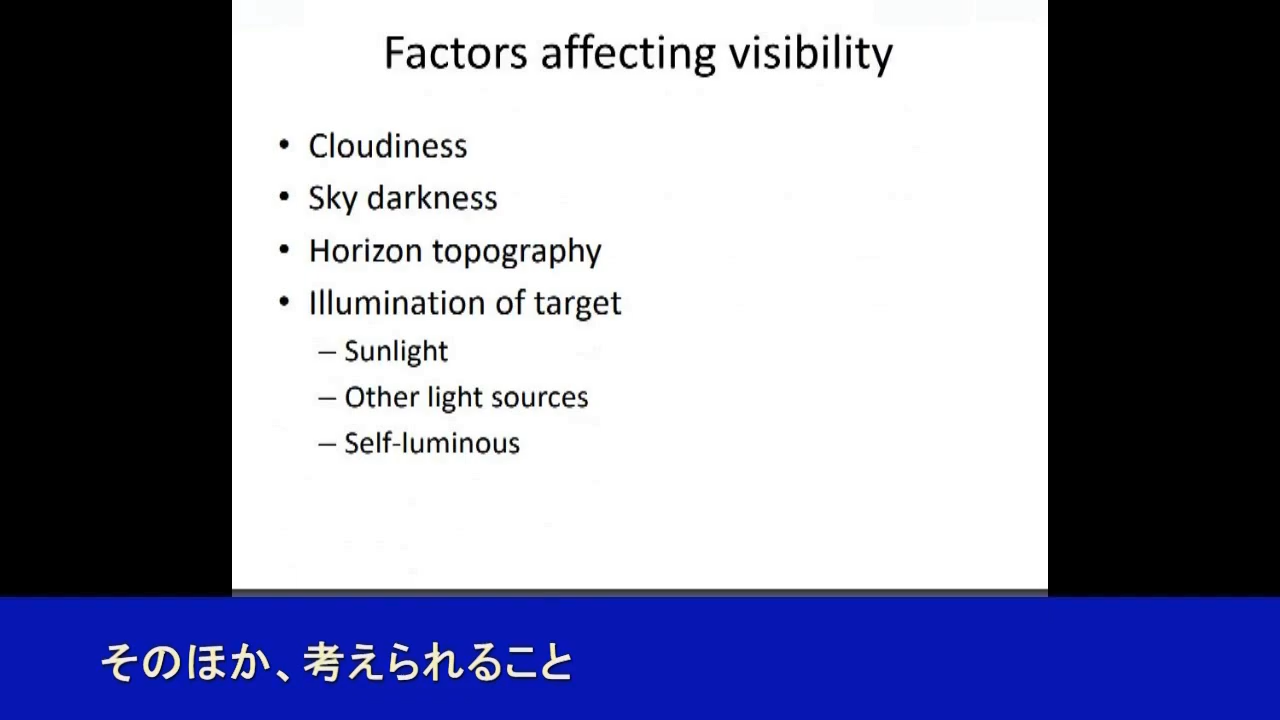 Factors affecting visibility
• Cloudiness
• Sky darkness
• Horizon topography
• Illumination of target
– Sunlight
– Other light sources
– Self-luminous
そのほか、考えられること